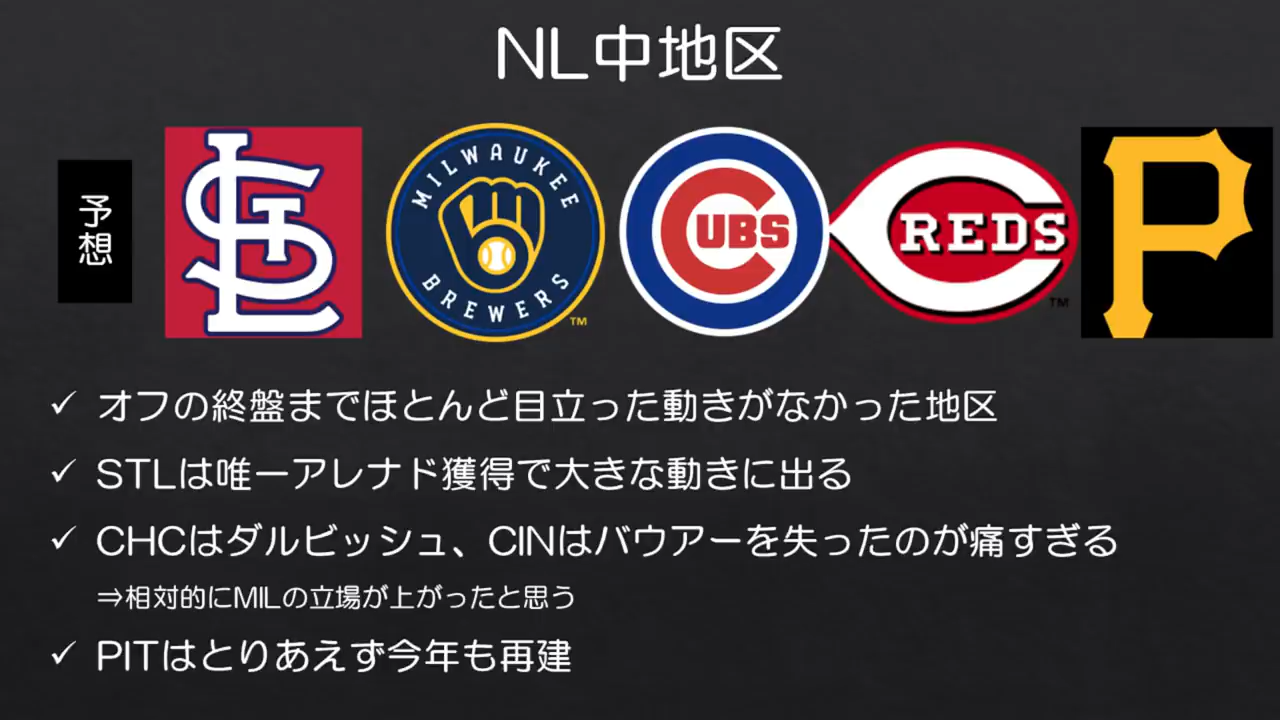 NL中地区
予想
STL
MILWAUKEE
BREWERS
TM
CUBS
REDS
TM
P
✓ オフの終盤までほとんど目立った動きがなかった地区
✓ STLは唯一アレナド獲得で大きな動きに出る
✓ CHCはダルビッシュ、CINはバウアーを失ったのが痛すぎる
⇒相対的にMILの立場が上がったと思う
✓ PITはとりあえず今年も再建